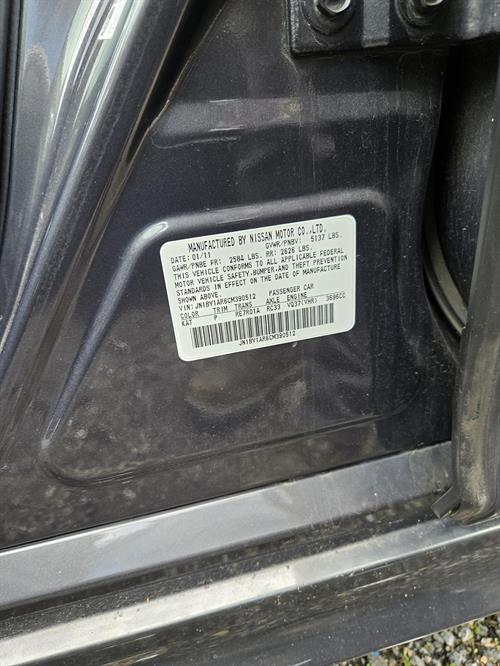 MANUFACTURED BY NISSAN MOTOR CO.,LTD.
DATE: 01/11 GVWR/PNBV: 5137 LBS.
GAWR/PNBE FR: 2584 LBS. RR: 2626 LBS.
THIS VEHICLE CONFORMS TO ALL APPLICABLE FEDERAL
MOTOR VEHICLE SAFETY,BUMPER,AND THEFT PREVENTION
STANDARDS IN EFFECT ON THE DATE OF MANUFACTURE
SHOWN ABOVE.
VIN: JN1BV1AR6CM390512 PASSENGER CAR
COLOR TRIM TRANS AXLE ENGINE
KAT P RE7R01A RC33 VQ37(VHR) 3696CC
JN1BV1AR6CM390512